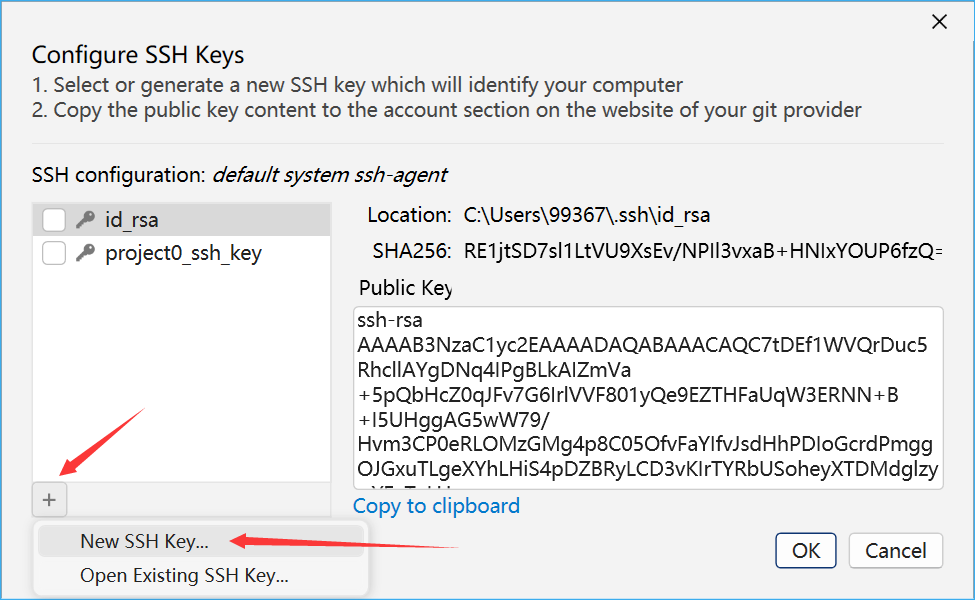 Configure SSH Keys
1. Select or generate a new SSH key which will identify your computer
2. Copy the public key content to the account section on the website of your git provider
SSH configuration: default system ssh-agent
id_rsa
project0_ssh_key
Location: C:\Users\99367\.ssh\id_rsa
SHA256: RE1jtSD7sl1LtVU9XsEv/NPIl3vxaB+HNIxYOUP6fzQ=
Public Key
ssh-rsa
AAAAB3NzaC1yc2EAAAADAQABAAACAQC7tDEf1WVQrDuc5
RhcllAYgDNq4IPgBLkAIZmVa
+5pQbHcZ0qJFv7G6IrlVVF801yQe9EZTHFaUqW3ERNN+B
+I5UHggAG5wW79/
Hvm3CP0eRLOMzGMg4p8C05OfvFaYIfvJsdHhPDIoGcrdPmgg
OJGxuTLgeXYhLHiS4pDZBRyLCD3vKIrTYRbUSoheyXTDMdglzy
Copy to clipboard
+
New SSH Key...
Open Existing SSH Key...
OK
Cancel